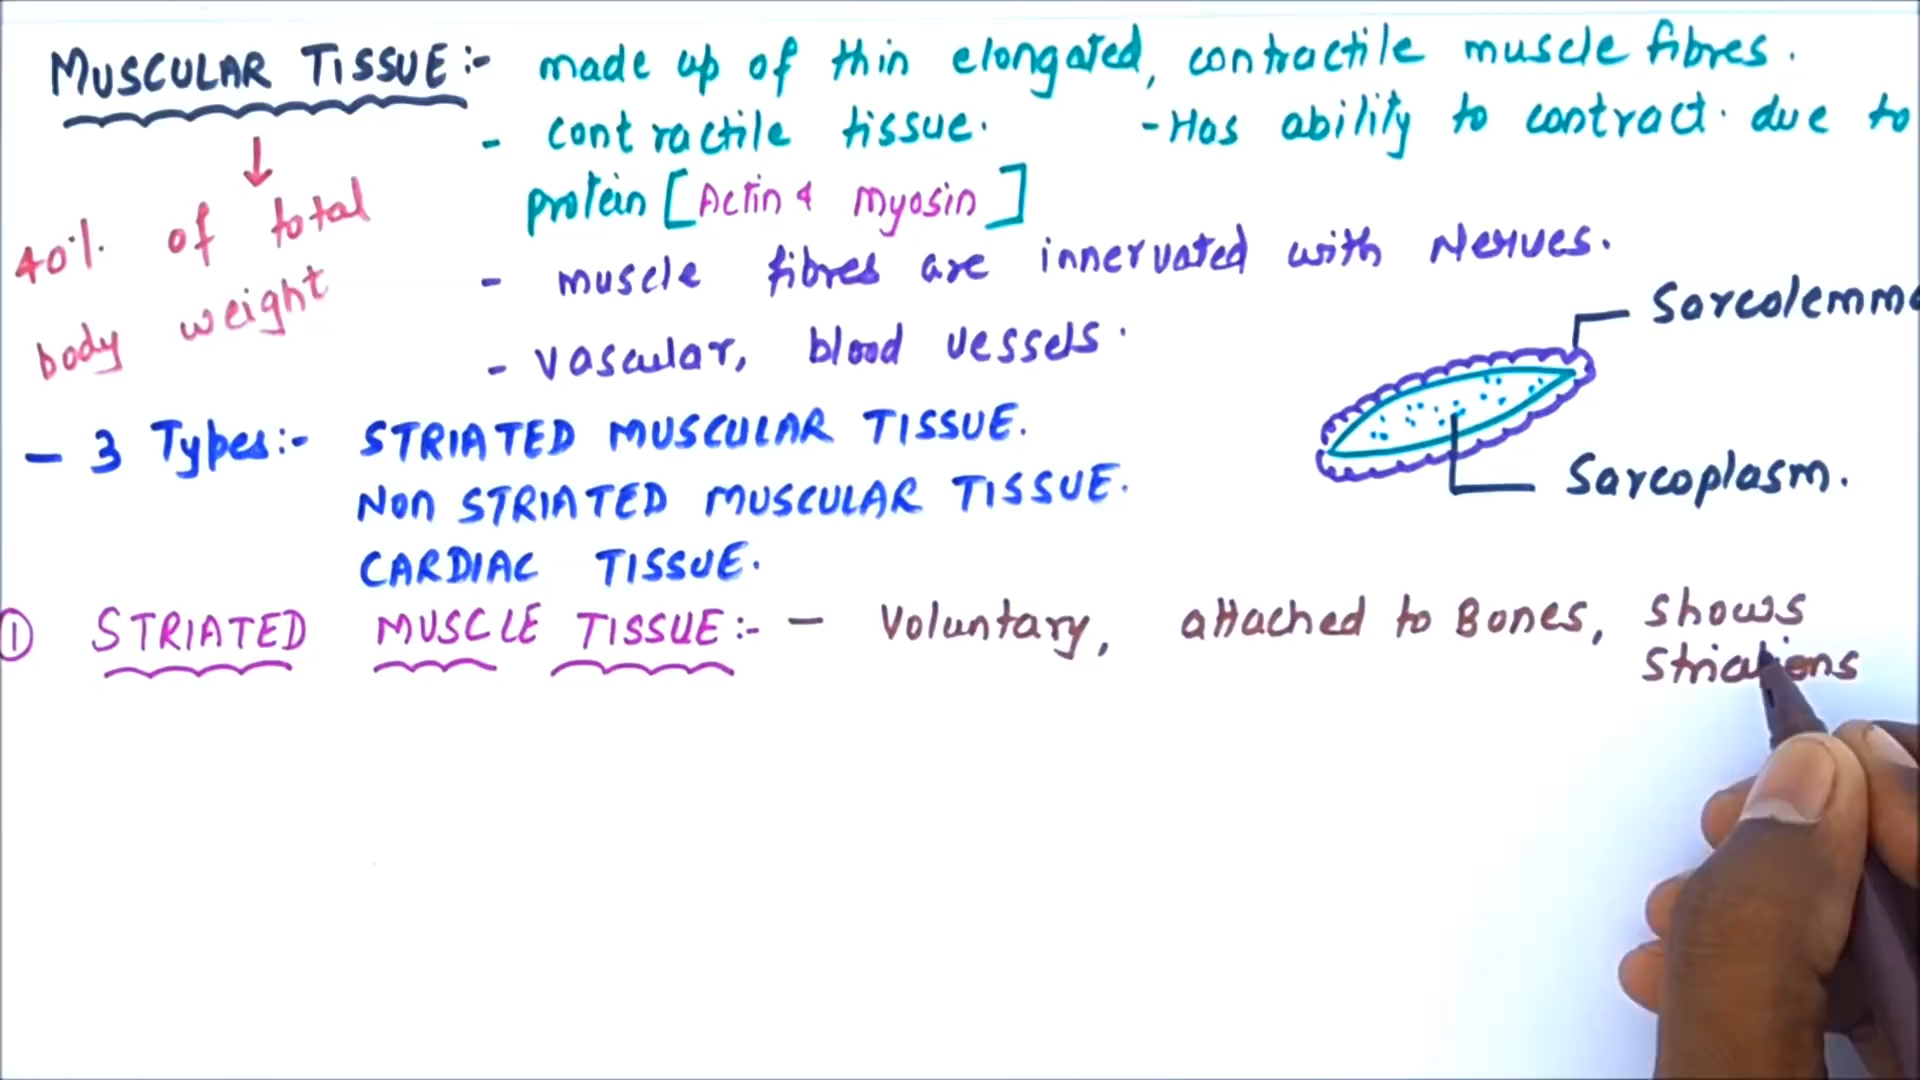 MUSCULAR TISSUE:- made up of thin elongated, contractile muscle fibres.
- contractile tissue. - Has ability to contract. due to
protein [Actin & Myosin]
40% of total
body weight
- muscle fibres are innervated with Nerves.
- Vascular, blood vessels.
Sarcolemma
Sarcoplasm.
- 3 Types:- STRIATED MUSCULAR TISSUE.
Non STRIATED MUSCULAR TISSUE.
CARDIAC TISSUE.
① STRIATED MUSCLE TISSUE:- - Voluntary, attached to Bones, shows
striations